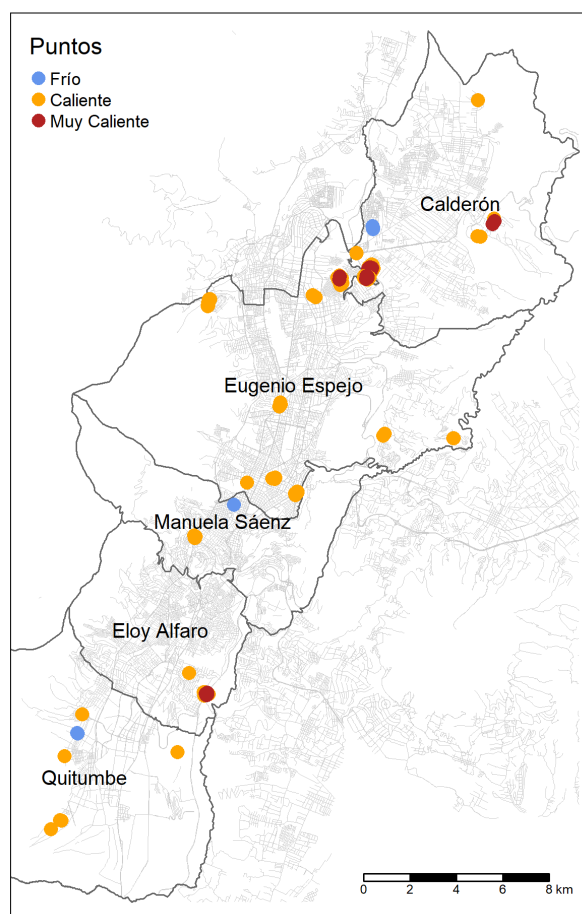 Puntos
Frío
Caliente
Muy Caliente
Calderón
Eugenio Espejo
Manuela Sáenz
Eloy Alfaro
Quitumbe
0 2 4 6 8 km